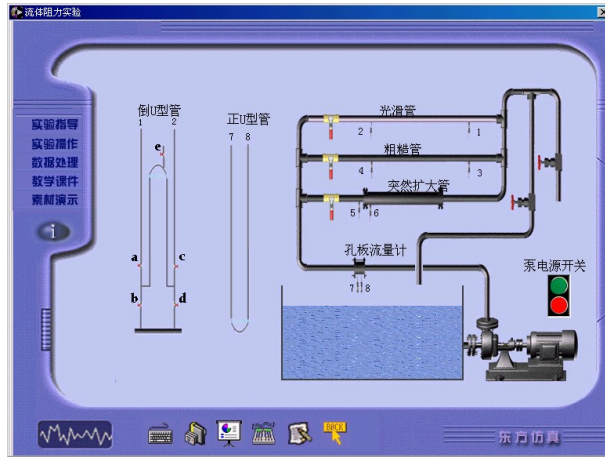 流体阻力实验
实验指导
实验操作
数据处理
教学课件
素材演示
i
倒U型管
1 2
e
a c
b d
正U型管
7 8
光滑管
2 1
粗糙管
4 3
突然扩大管
5 6
孔板流量计
7 8
泵电源开关
BACK
东方仿真